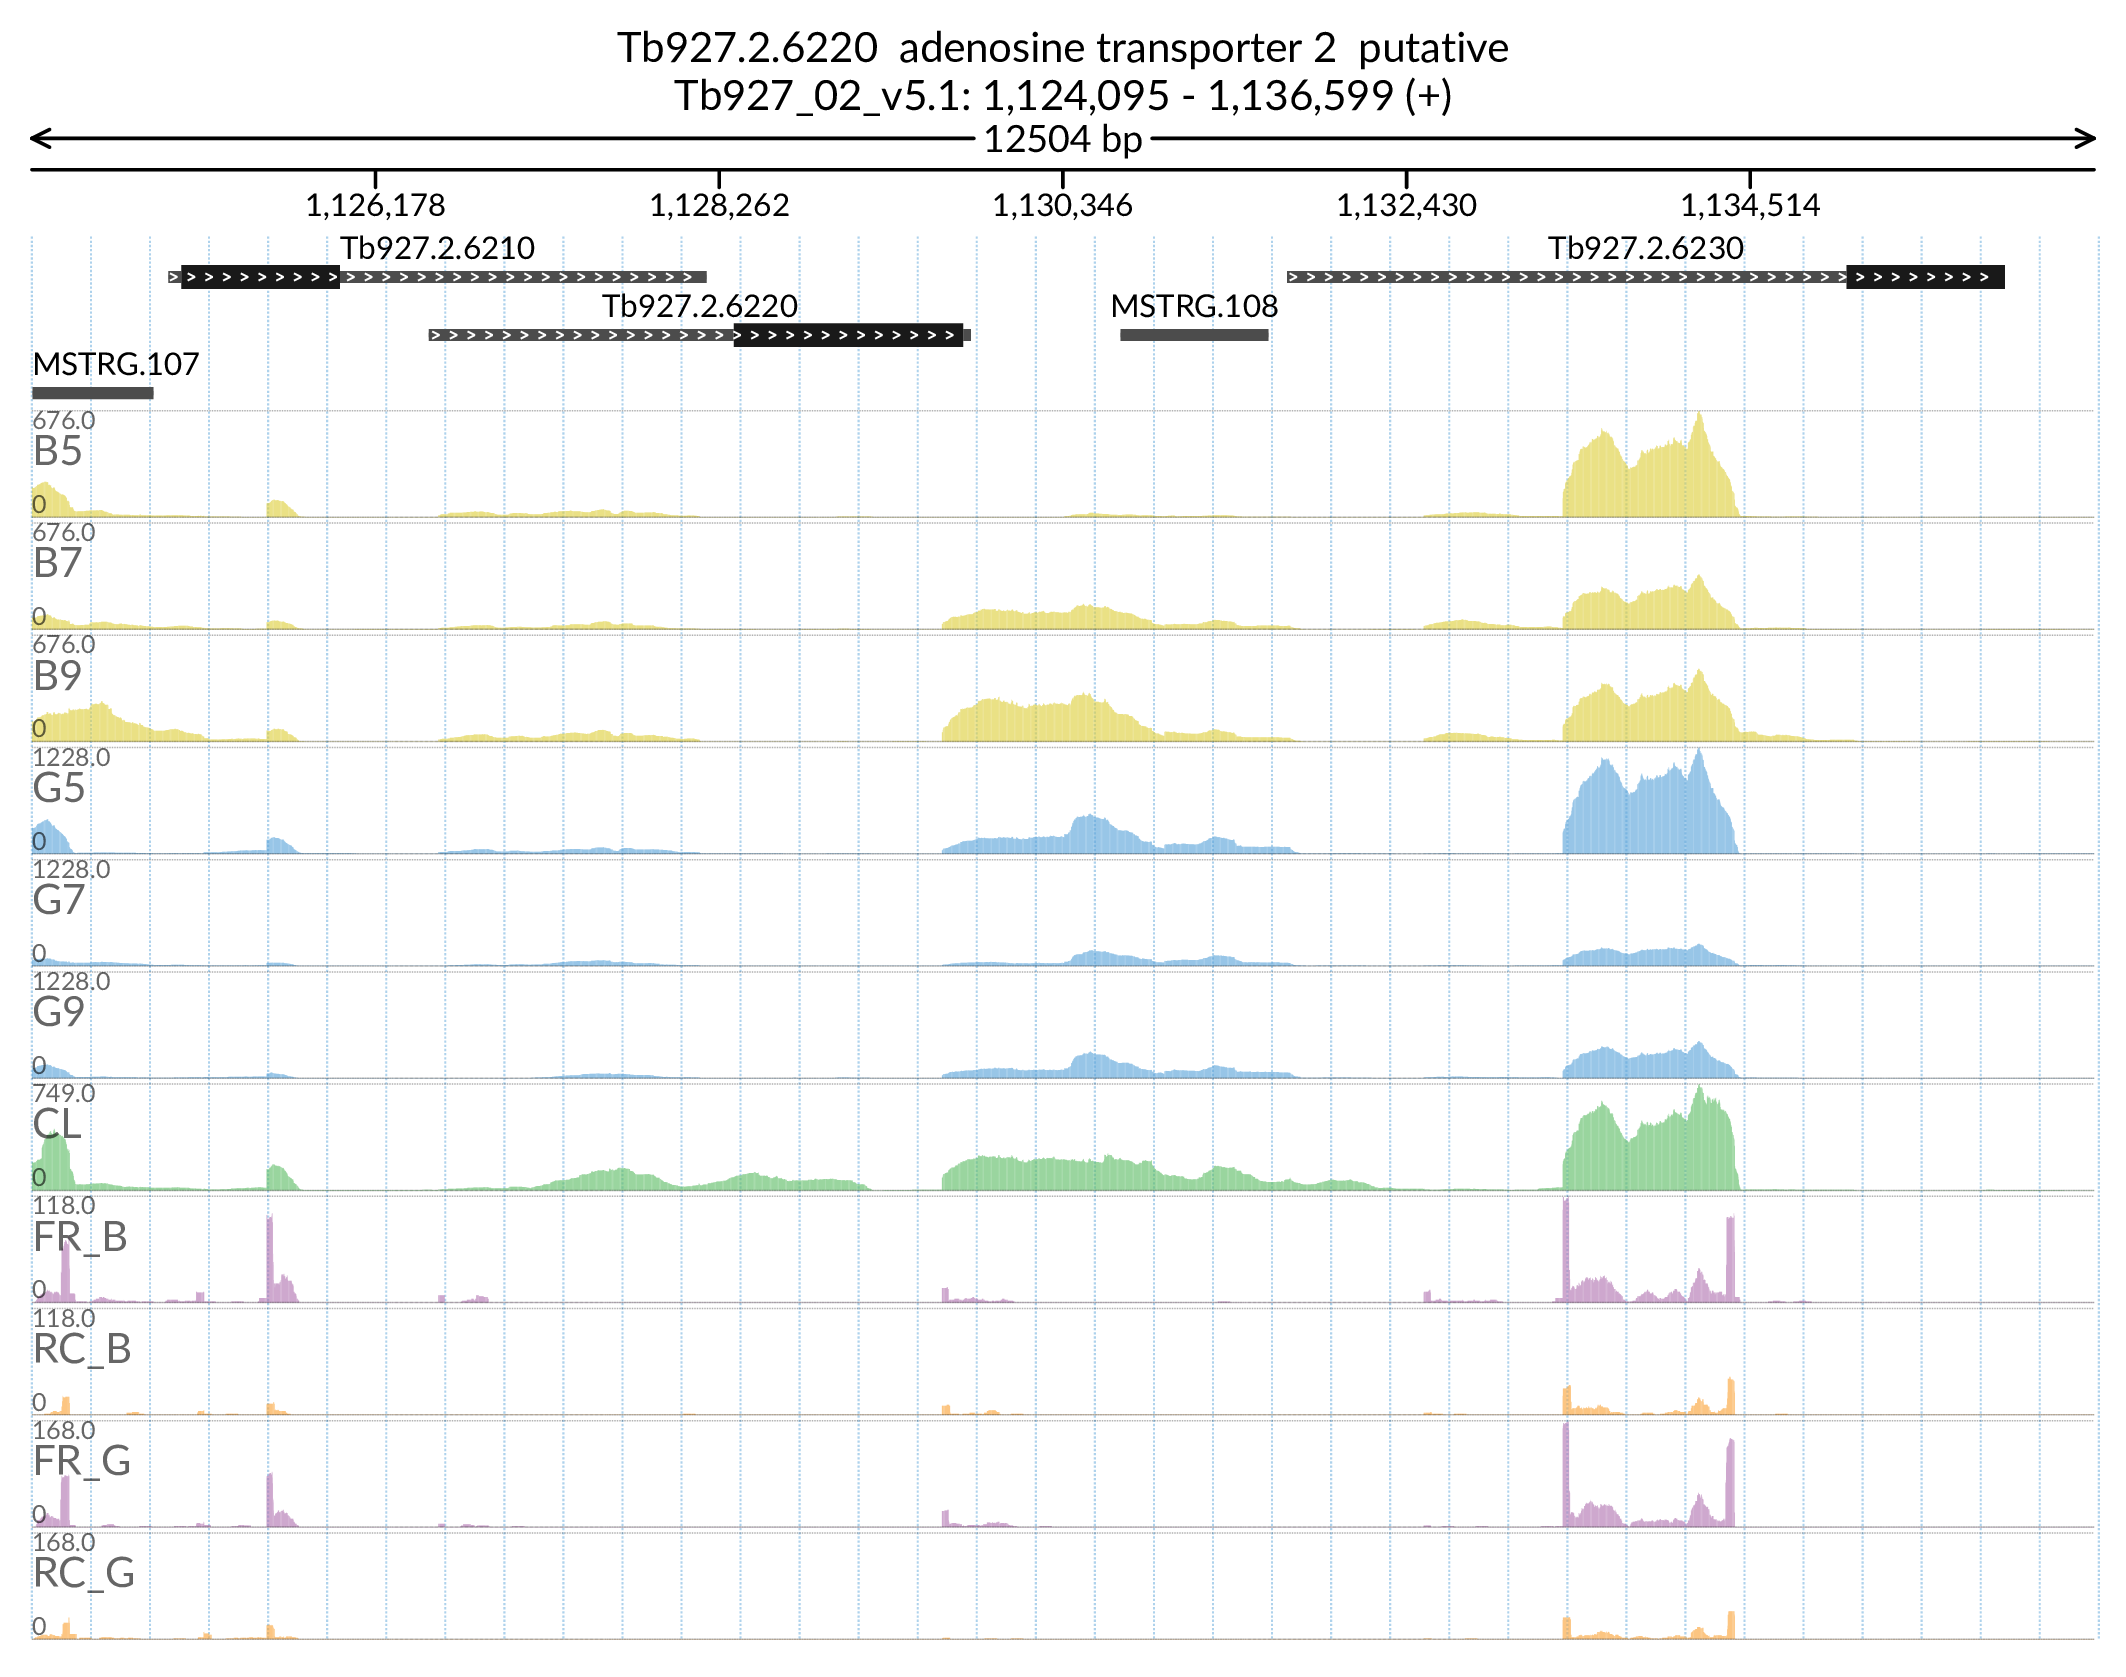 Tb927.2.6220  adenosine transporter 2  putative
Tb927_02_v5.1: 1,124,095 - 1,136,599 (+)
12504 bp
1,126,178 1,128,262 1,130,346 1,132,430 1,134,514
Tb927.2.6210 Tb927.2.6230
Tb927.2.6220 MSTRG.108
MSTRG.107
676.0
B5
0
676.0
B7
0
676.0
B9
0
1228.0
G5
0
1228.0
G7
0
1228.0
G9
0
749.0
CL
0
118.0
FR_B
0
118.0
RC_B
0
168.0
FR_G
0
168.0
RC_G
0